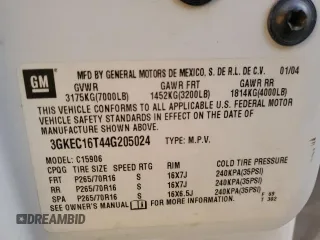 GM
MFD BY GENERAL MOTORS DE MEXICO, S. DE R.L. DE C.V. 01/04
GVWR GAWR FRT GAWR RR
3175KG(7000LB) 1452KG(3200LB) 1814KG(4000LB)
THIS VEHICLE CONFORMS TO ALL APPLICABLE U.S. FEDERAL MOTOR
VEHICLE SAFETY STANDARDS IN EFFECT ON THE DATE OF
MANUFACTURE SHOWN ABOVE.
3GKEC16T44G205024 TYPE: M.P.V.
MODEL: C15906
CPQG TIRE SIZE SPEED RTG RIM COLD TIRE PRESSURE
FRT P265/70R16 S 16X7J 240KPA(35PSI)
RR P265/70R16 S 16X7J 240KPA(35PSI)
SPA P265/70R16 S 16X6.5J 240KPA(35PSI)
SEE OWNER'S MANUAL FOR MORE INFORMATION.
DREAMBID